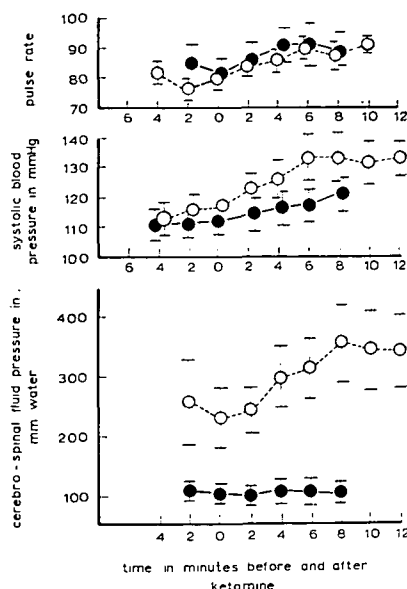 pulse rate
100
90
80
70
6 4 2 0 2 4 6 8 10 12
systolic blood
pressure in mmHg
140
130
120
110
100
6 4 2 0 2 4 6 8 10 12
cerebro-spinal fluid pressure in.
mm water
400
300
200
100
4 2 0 2 4 6 8 10 12
time in minutes before and after
ketamine